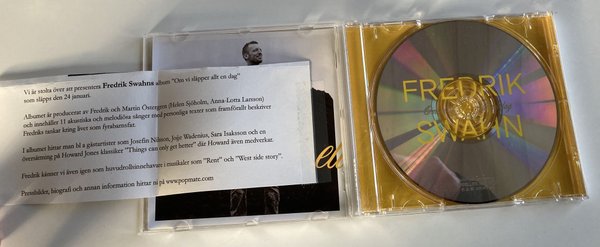 Vi är stolta över att presentera Fredrik Swahns album "Om vi släpper allt en dag"
som släppt den 24 januari.
Albumet är producerat av Fredrik och Martin Östergren (Helen Sjöholm, Anna-Lotta Larsson)
och innehåller 11 akustiska och melodiösa sånger med personliga texter som framförallt beskriver
Fredriks tankar kring livet som fyrabarnsfar.
I albumet hittar man bl a gästartister som Josefin Nilsson, Jojje Wadenius, Sara Isaksson och en
översättning på Howard Jones klassiker "Things can only get better" där Howard även medverkar.
Fredrik känner vi även igen som huvudrollsinnehavare i musikaler som "Rent" och "West side story".
Pressbilder, biografi och annan information hittar ni på www.popmate.com
FREDRIK
SWAHN